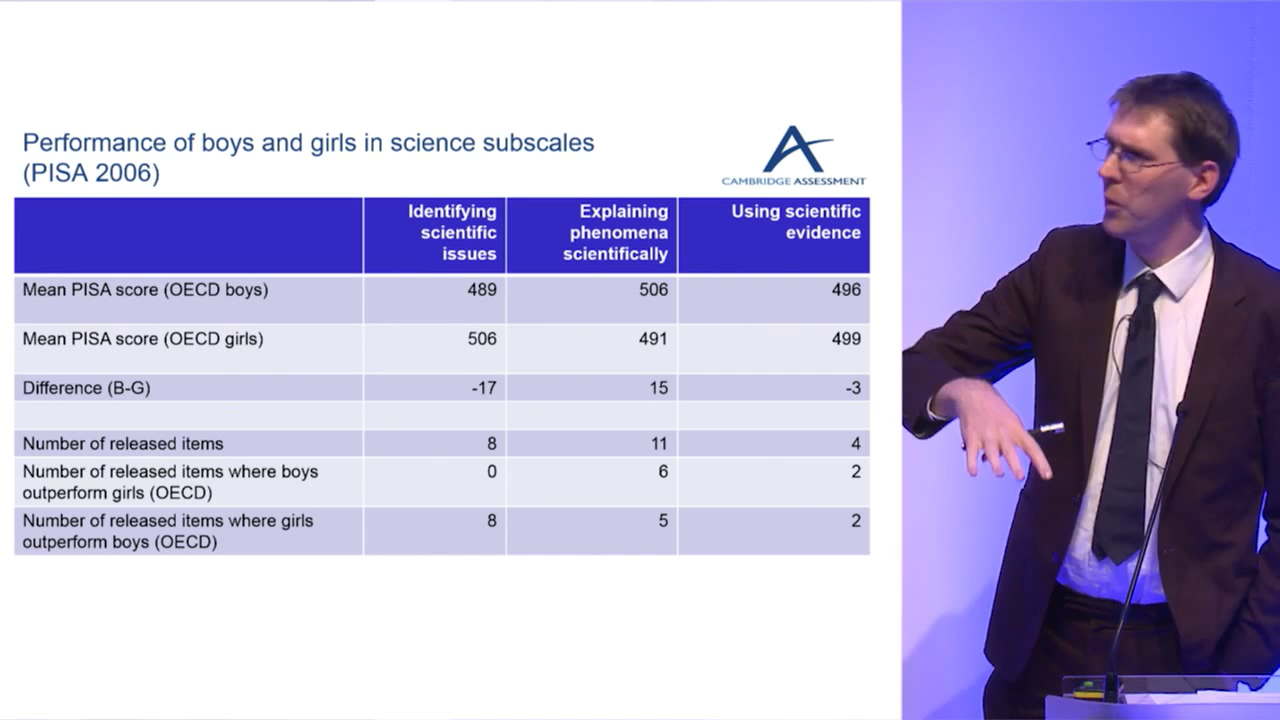 Performance of boys and girls in science subscales
(PISA 2006)
CAMBRIDGE ASSESSMENT
Identifying
scientific
issues
Explaining
phenomena
scientifically
Using scientific
evidence
Mean PISA score (OECD boys) 489 506 496
Mean PISA score (OECD girls) 506 491 499
Difference (B-G) -17 15 -3
Number of released items 8 11 4
Number of released items where boys 0 6 2
outperform girls (OECD)
Number of released items where girls 8 5 2
outperform boys (OECD)